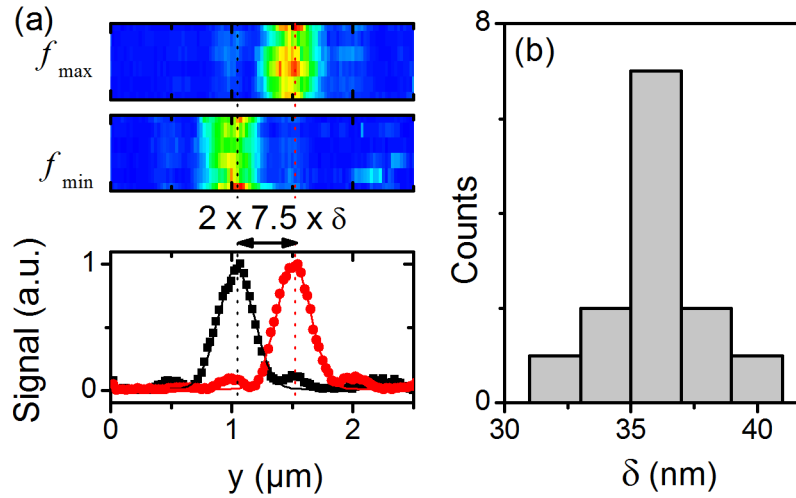 (a)
f max
f min
2 x 7.5 x δ
Signal (a.u.)
1
0
0
1
2
y (μm)
(b)
Counts
8
0
30
35
40
δ (nm)